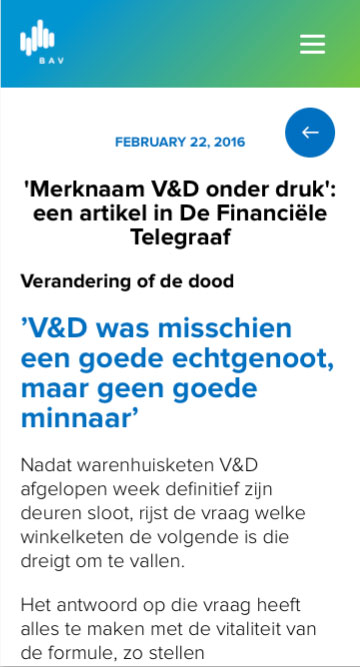 BAV
FEBRUARY 22, 2016
'Merknaam V&D onder druk':
een artikel in De Financiële
Telegraaf
Verandering of de dood
’V&D was misschien
een goede echtgenoot,
maar geen goede
minnaar’
Nadat warenhuisketen V&D
afgelopen week definitief zijn
deuren sloot, rijst de vraag welke
winkelketen de volgende is die
dreigt om te vallen.
Het antwoord op die vraag heeft
alles te maken met de vitaliteit van
de formule, zo stellen